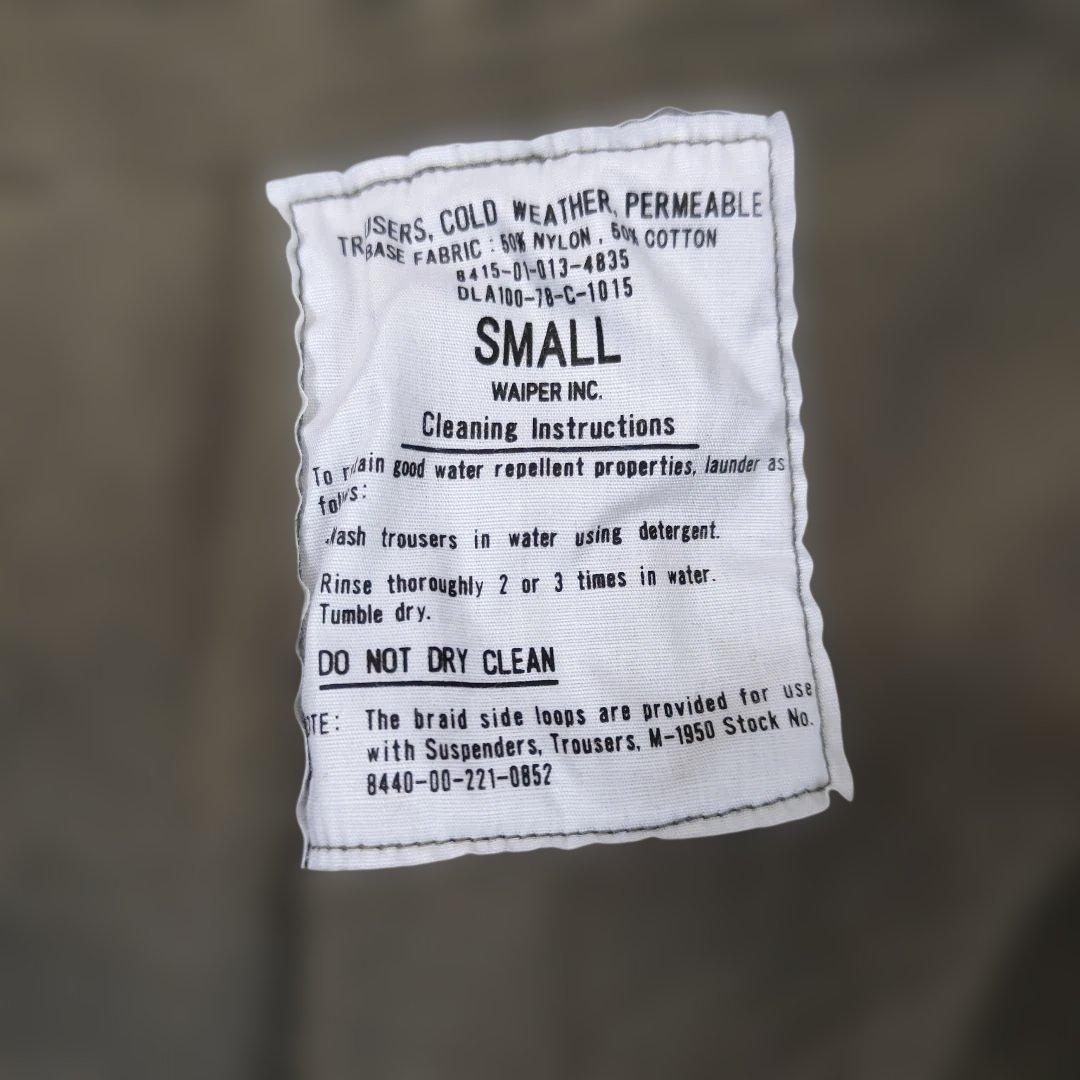 TR USERS, COLD WEATHER, PERMEABLE
BASE FABRIC : 50% NYLON , 50% COTTON
8415-01-013-4835
DLA100-78-C-1015
SMALL
WAIPER INC.
Cleaning Instructions
To good water repellent properties, launder as
trousers in water using detergent.
Rinse thoroughly 2 or 3 times in water.
Tumble dry.
DO NOT DRY CLEAN
OTE: The braid side loops are provided for use
with Suspenders, Trousers, M-1950 Stock No.
8440-00-221-0852